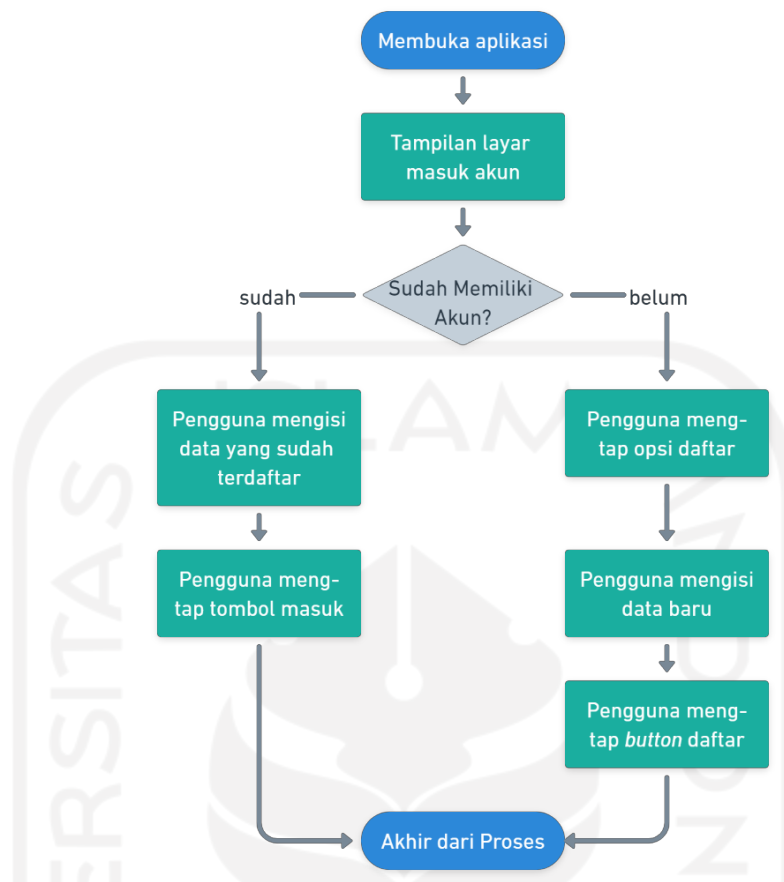 Membuka aplikasi
Tampilan layar
masuk akun
Sudah Memiliki
Akun?
sudah
belum
Pengguna mengisi
data yang sudah
terdaftar
Pengguna meng-
tap tombol masuk
Pengguna meng-
tap opsi daftar
Pengguna mengisi
data baru
Pengguna meng-
tap button daftar
Akhir dari Proses